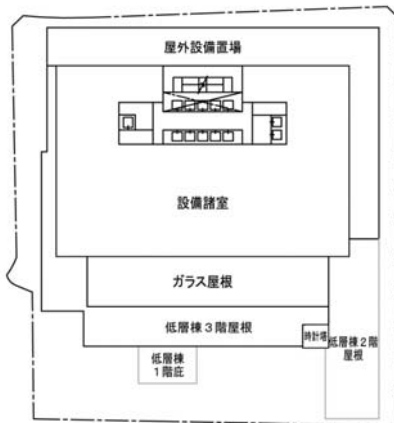 屋外設備置場
設備諸室
ガラス屋根
低層棟3階屋根
時計塔
低層棟2階
屋根
低層棟
1階庇